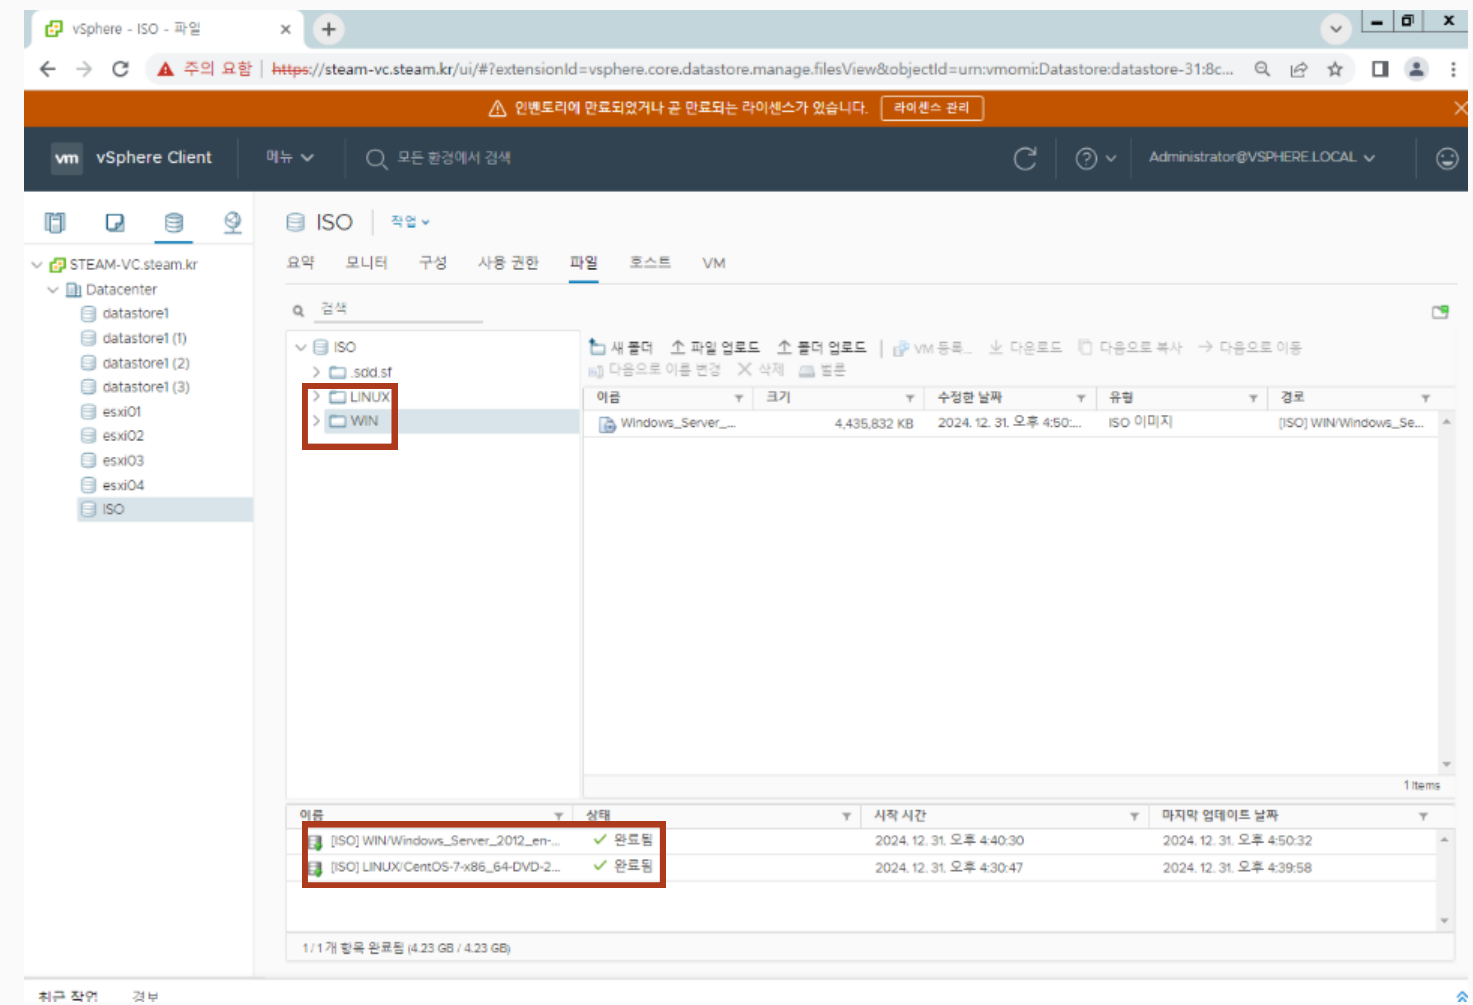 vSphere - ISO - 파일
주의 요함 https://steam-vc.steam.kr/ui/#?extensionId=vsphere.core.datastore.manage.filesView&objectId=urn:vmomi:Datastore:datastore-31:8c...
인벤토리에 만료되었거나 곧 만료되는 라이센스가 있습니다. 라이센스 관리
vm vSphere Client 메뉴 모든 환경에서 검색 Administrator@VSPHERE.LOCAL
ISO 작업
요약 모니터 구성 사용 권한 파일 호스트 VM
STEAM-VC.steam.kr
Datacenter
datastore1
datastore1 (1)
datastore1 (2)
datastore1 (3)
esxi01
esxi02
esxi03
esxi04
ISO
검색
ISO
.sdd.sf
LINUX
WIN
새 폴더 파일 업로드 폴더 업로드 VM 등록... 다운로드 다음으로 복사 다음으로 이동
다음으로 이름 변경 삭제 벌룬
이름 크기 수정한 날짜 유형 경로
Windows_Server_... 4,435,832 KB 2024. 12. 31. 오후 4:50:... ISO 이미지 [ISO] WIN/Windows_Se...
1 Items
이름 상태 시작 시간 마지막 업데이트 날짜
[ISO] WIN/Windows_Server_2012_en-... 완료됨 2024. 12. 31. 오후 4:40:30 2024. 12. 31. 오후 4:50:32
[ISO] LINUX/CentOS-7-x86_64-DVD-2... 완료됨 2024. 12. 31. 오후 4:30:47 2024. 12. 31. 오후 4:39:58
1 / 1 개 항목 완료됨 (4.23 GB / 4.23 GB)
최근 작업 경보